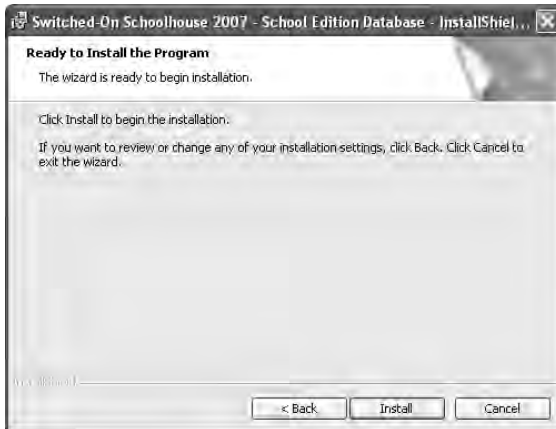 Switched-On Schoolhouse 2007 - School Edition Database - InstallShiel...
Ready to Install the Program
The wizard is ready to begin installation.
Click Install to begin the installation.
If you want to review or change any of your installation settings, click Back. Click Cancel to
exit the wizard.
< Back Install Cancel